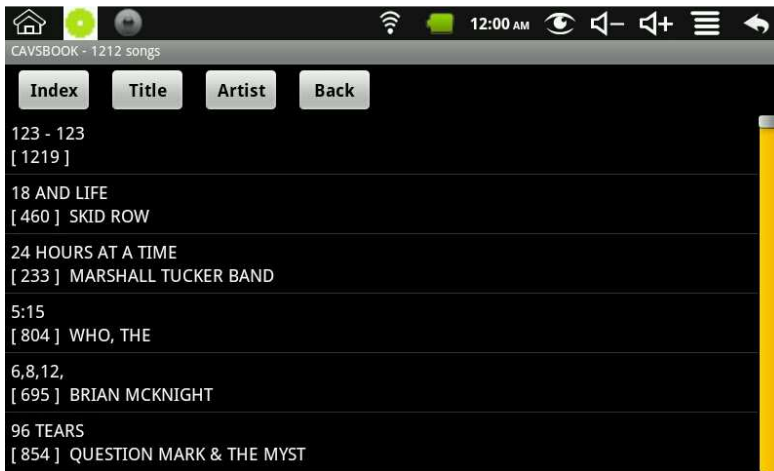 12:00 AM
CAVSBOOK - 1212 songs
Index Title Artist Back
123 - 123
[ 1219 ]
18 AND LIFE
[ 460 ] SKID ROW
24 HOURS AT A TIME
[ 233 ] MARSHALL TUCKER BAND
5:15
[ 804 ] WHO, THE
6,8,12,
[ 695 ] BRIAN MCKNIGHT
96 TEARS
[ 854 ] QUESTION MARK & THE MYST